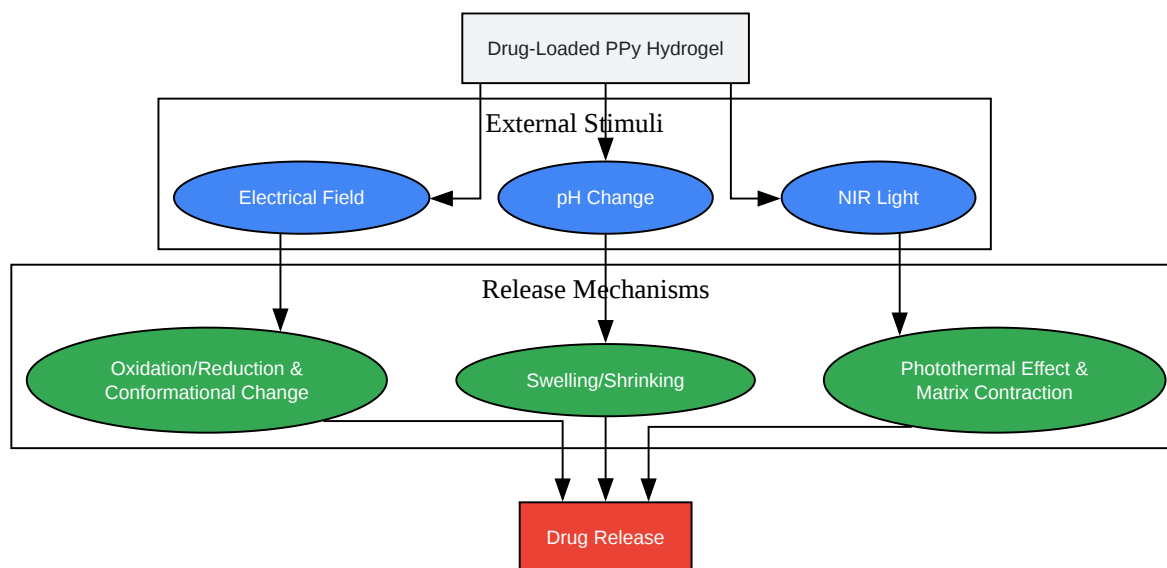 Drug-Loaded PPy Hydrogel
External Stimuli
Electrical Field
pH Change
NIR Light
Release Mechanisms
Oxidation/Reduction &
Conformational Change
Swelling/Shrinking
Photothermal Effect &
Matrix Contraction
Drug Release